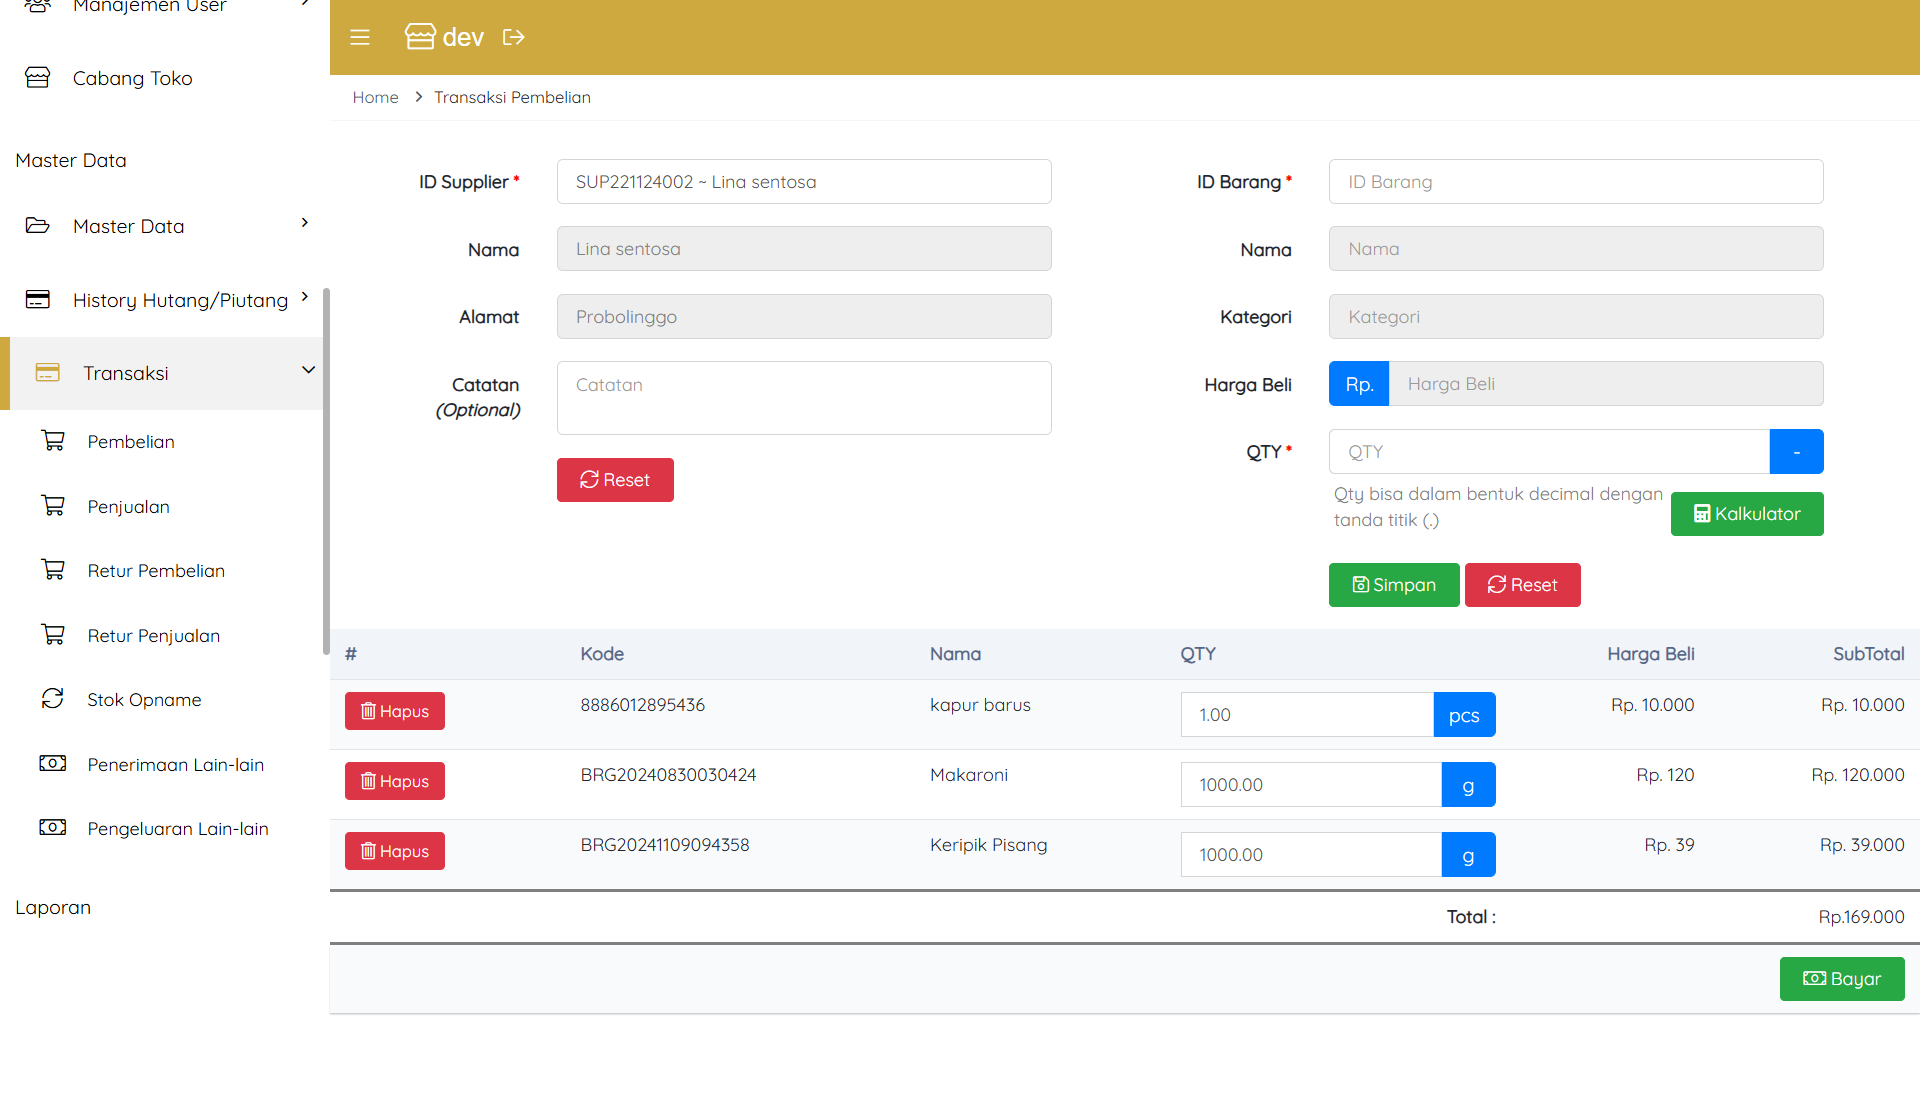 Manajemen User
Cabang Toko
Master Data
Master Data
History Hutang/Piutang
Transaksi
Pembelian
Penjualan
Retur Pembelian
Retur Penjualan
Stok Opname
Penerimaan Lain-lain
Pengeluaran Lain-lain
Laporan
dev
Home > Transaksi Pembelian
ID Supplier * SUP221124002 ~ Lina sentosa
Nama Lina sentosa
Alamat Probolinggo
Catatan Catatan
(Optional)
Reset
ID Barang * ID Barang
Nama Nama
Kategori Kategori
Harga Beli Rp. Harga Beli
QTY * QTY -
Qty bisa dalam bentuk decimal dengan
tanda titik (.)
Kalkulator
Simpan Reset
# Kode Nama QTY Harga Beli SubTotal
Hapus 8886012895436 kapur barus 1.00 pcs Rp. 10.000 Rp. 10.000
Hapus BRG20240830030424 Makaroni 1000.00 g Rp. 120 Rp. 120.000
Hapus BRG20241109094358 Keripik Pisang 1000.00 g Rp. 39 Rp. 39.000
Total : Rp.169.000
Bayar